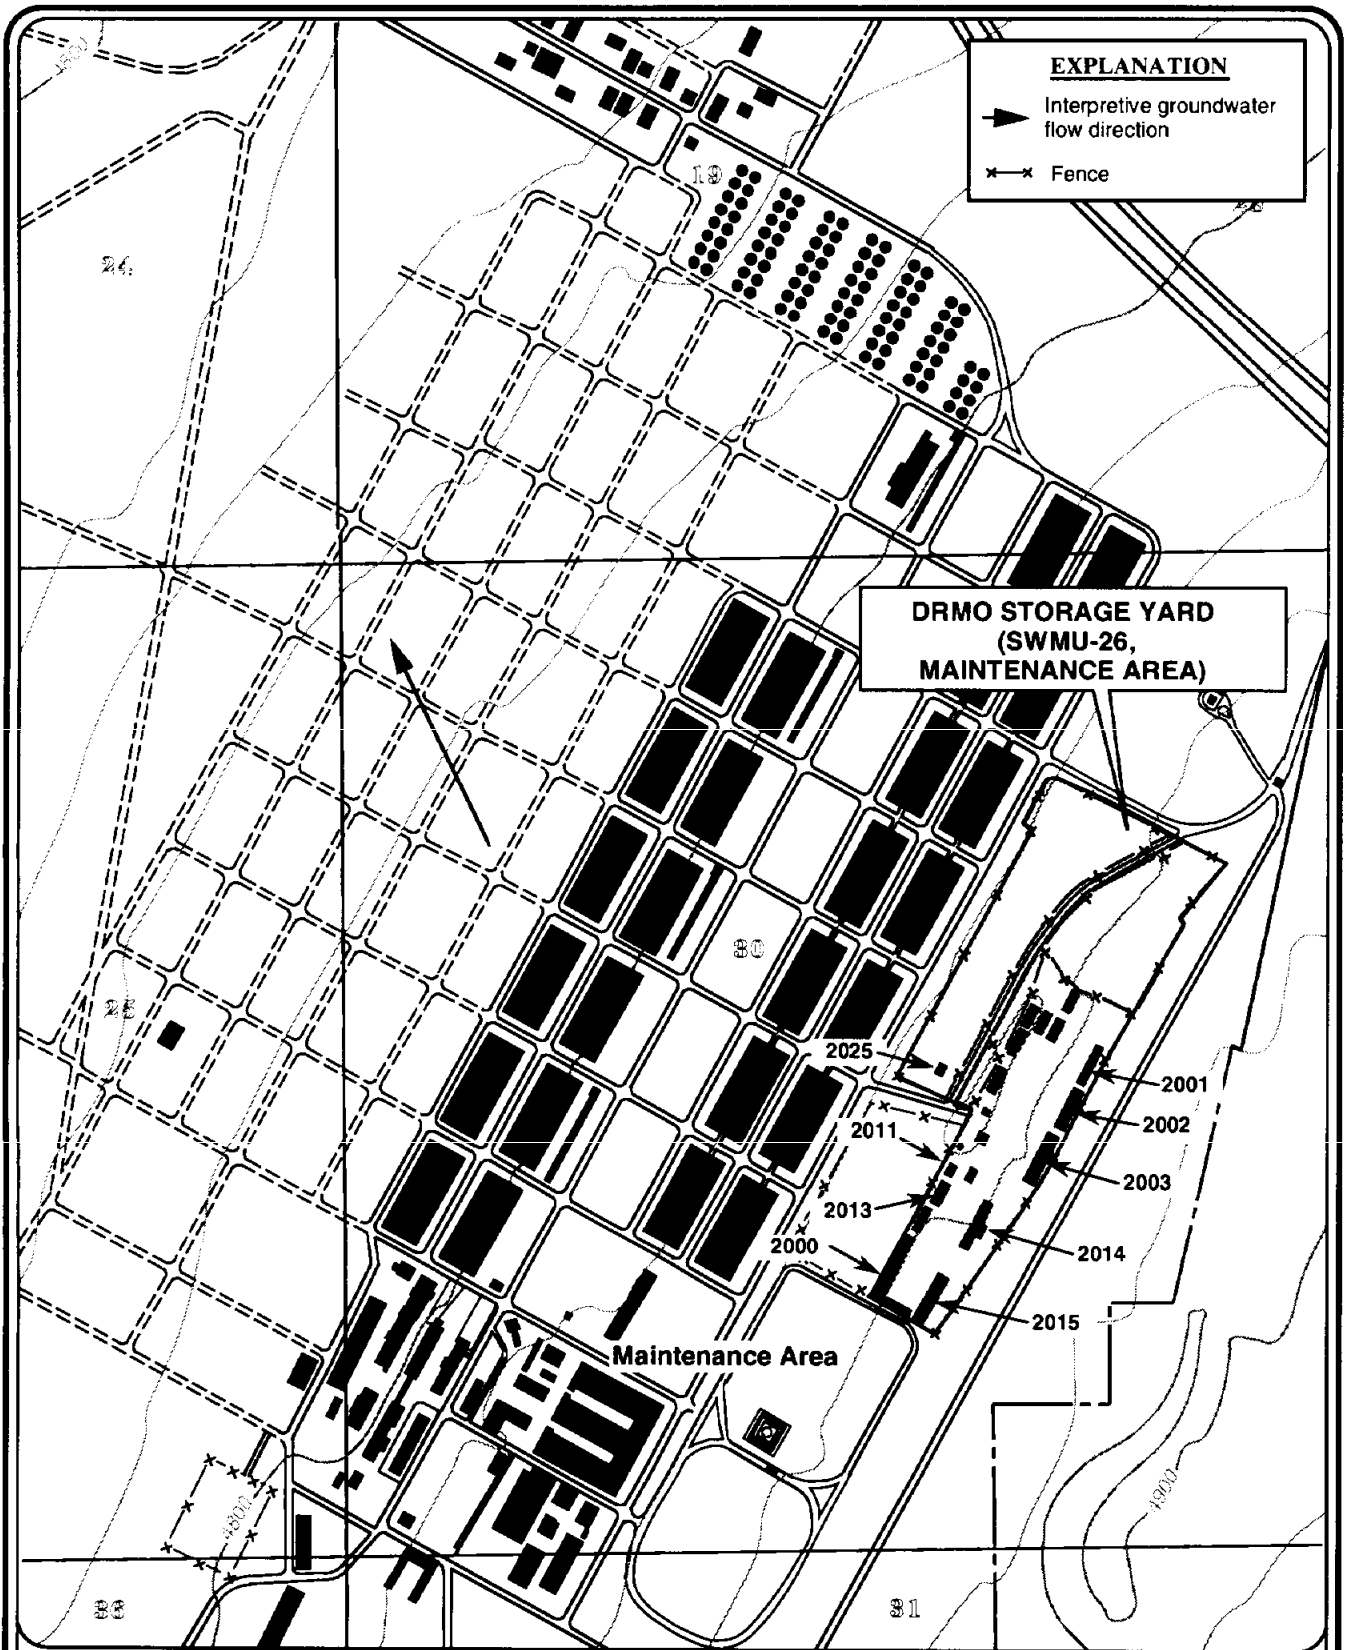 EXPLANATION
Interpretive groundwater
flow direction
Fence
19
24
DRMO STORAGE YARD
(SWMU-26,
MAINTENANCE AREA)
30
25
2025
2001
2011
2002
2013
2003
2000
2014
2015
Maintenance Area
4800
4900
31